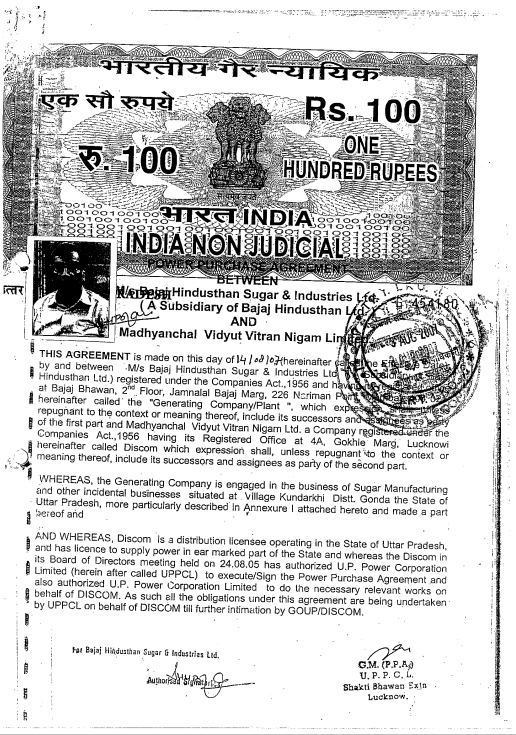 भारतीय गैर न्यायिक
एक सौ रुपये
Rs. 100
रु. 100
ONE
HUNDRED RUPEES
भारत INDIA
INDIA NON JUDICIAL
POWER PURCHASE AGREEMENT
BETWEEN
M/s Bajaj Hindusthan Sugar & Industries Ltd.
(A Subsidiary of Bajaj Hindusthan Ltd.)
AND
Madhyanchal Vidyut Vitran Nigam Limited
THIS AGREEMENT is made on this day of 14/08/07 (hereinafter called the
by and between M/s Bajaj Hindusthan Sugar & Industries Ltd.
Hindusthan Ltd.) registered under the Companies Act.,1956 and having
at Bajaj Bhawan, 2nd Floor, Jamnalal Bajaj Marg, 226 Nariman Point
hereinafter called the "Generating Company/Plant ", which expression shall unless
repugnant to the context or meaning thereof, include its successors and assignees as party
of the first part and Madhyanchal Vidyut Vitran Nigam Ltd. a Company registered under the
Companies Act.,1956 having its Registered Office at 4A, Gokhle Marg, Lucknowi
hereinafter called Discom which expression shall, unless repugnant to the context or
meaning thereof, include its successors and assignees as party of the second part.
WHEREAS, the Generating Company is engaged in the business of Sugar Manufacturing
and other incidental businesses situated at Village Kundarkhi Distt. Gonda the State of
Uttar Pradesh, more particularly described in Annexure I attached hereto and made a part
hereof and
AND WHEREAS, Discom is a distribution licensee operating in the State of Uttar Pradesh,
and has licence to supply power in ear marked part of the State and whereas the Discom in
its Board of Directors meeting held on 24.08.05 has authorized U.P. Power Corporation
Limited (herein after called UPPCL) to execute/Sign the Power Purchase Agreement and
also authorized U.P. Power Corporation Limited to do the necessary relevant works on
behalf of DISCOM. As such all the obligations under this agreement are being undertaken
by UPPCL on behalf of DISCOM till further intimation by GOUP/DISCOM.
For Bajaj Hindusthan Sugar & Industries Ltd.
Authorised Signatory
G.M. (P.P.A.)
U. P. P. C. L.
Shakti Bhawan Extn
Lucknow.